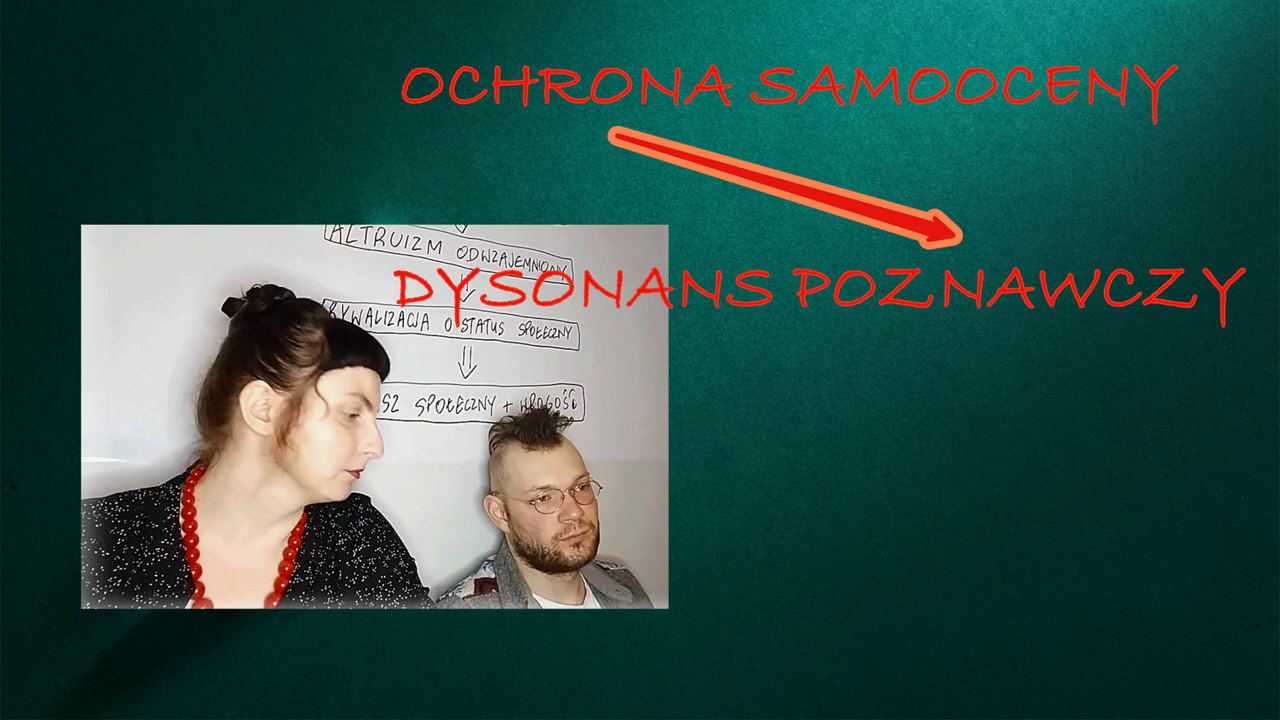 OCHRONA SAMOOCENY
ALTRUIZM ODWZAJEMNIONY
DYSONANS POZNAWCZY
RYWALIZACJA O STATUS SPOŁECZNY
SPOŁECZNY + WROGOŚĆ